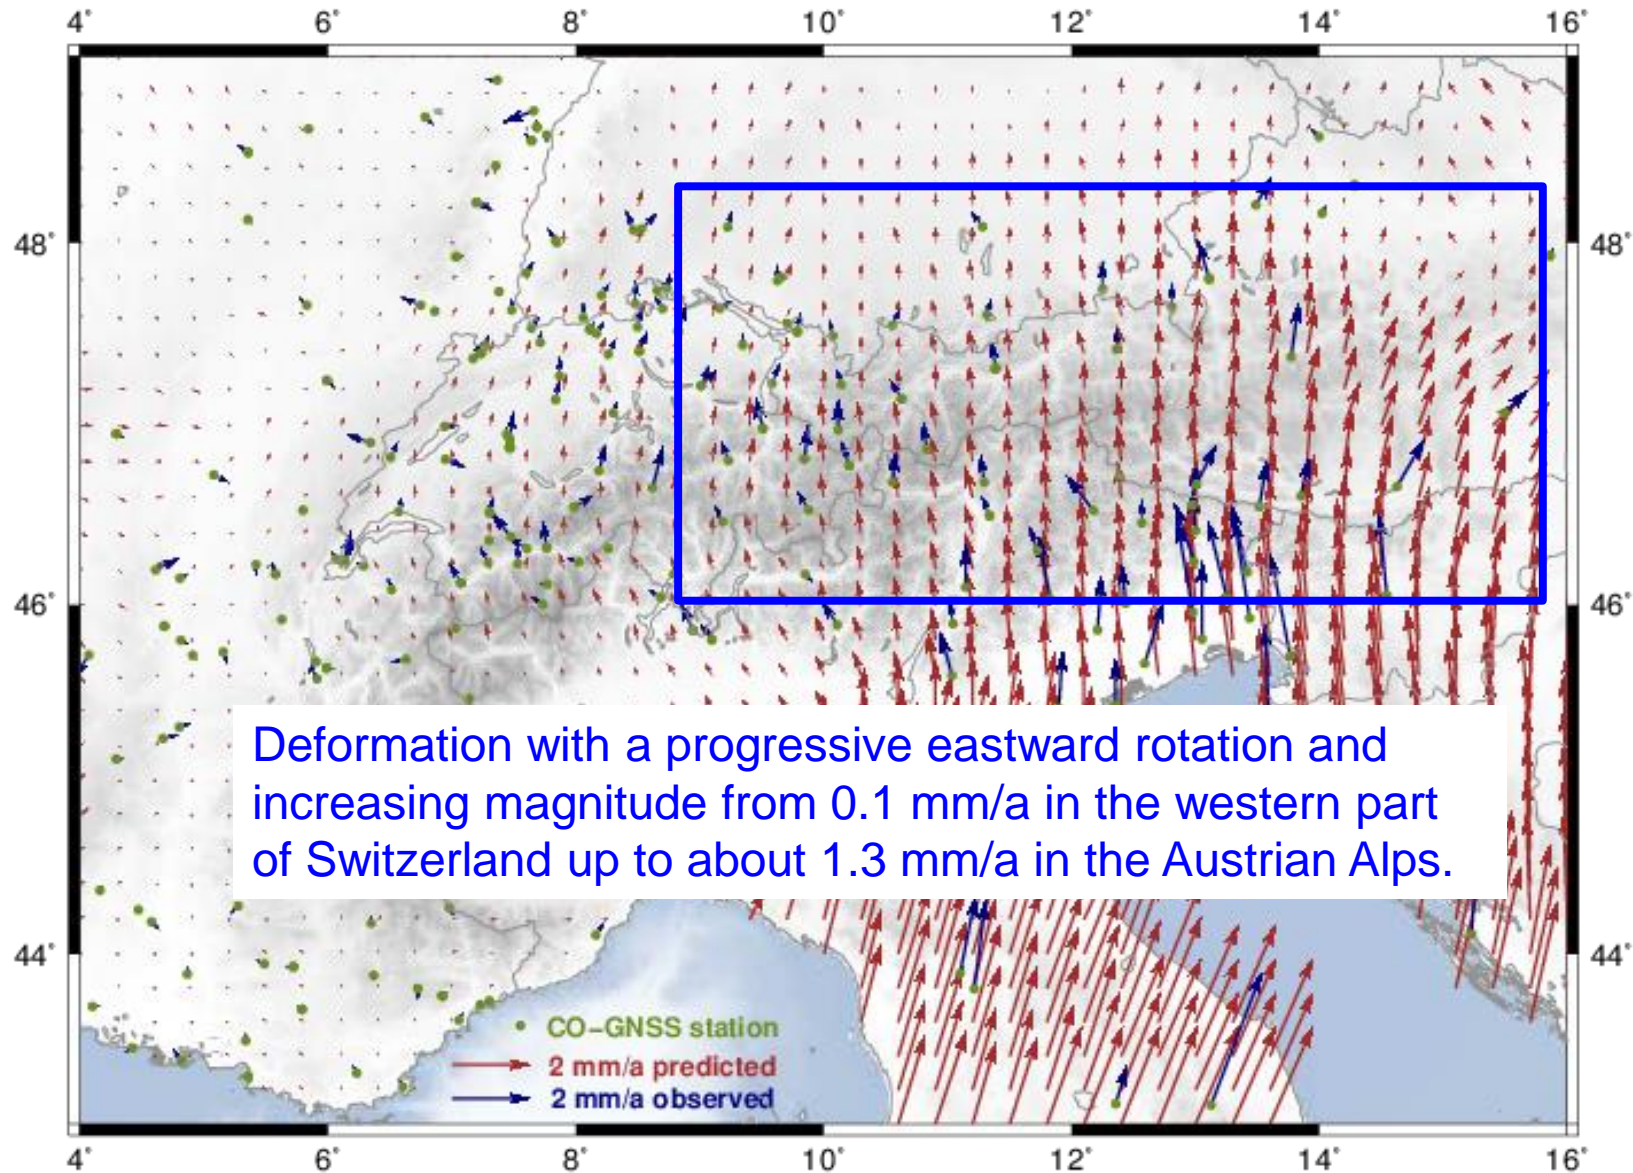 4° 6° 8° 10° 12° 14° 16°
48° 48°
46° 46°
Deformation with a progressive eastward rotation and
increasing magnitude from 0.1 mm/a in the western part
of Switzerland up to about 1.3 mm/a in the Austrian Alps.
44° 44°
CO-GNSS station
2 mm/a predicted
2 mm/a observed
4° 6° 8° 10° 12° 14° 16°